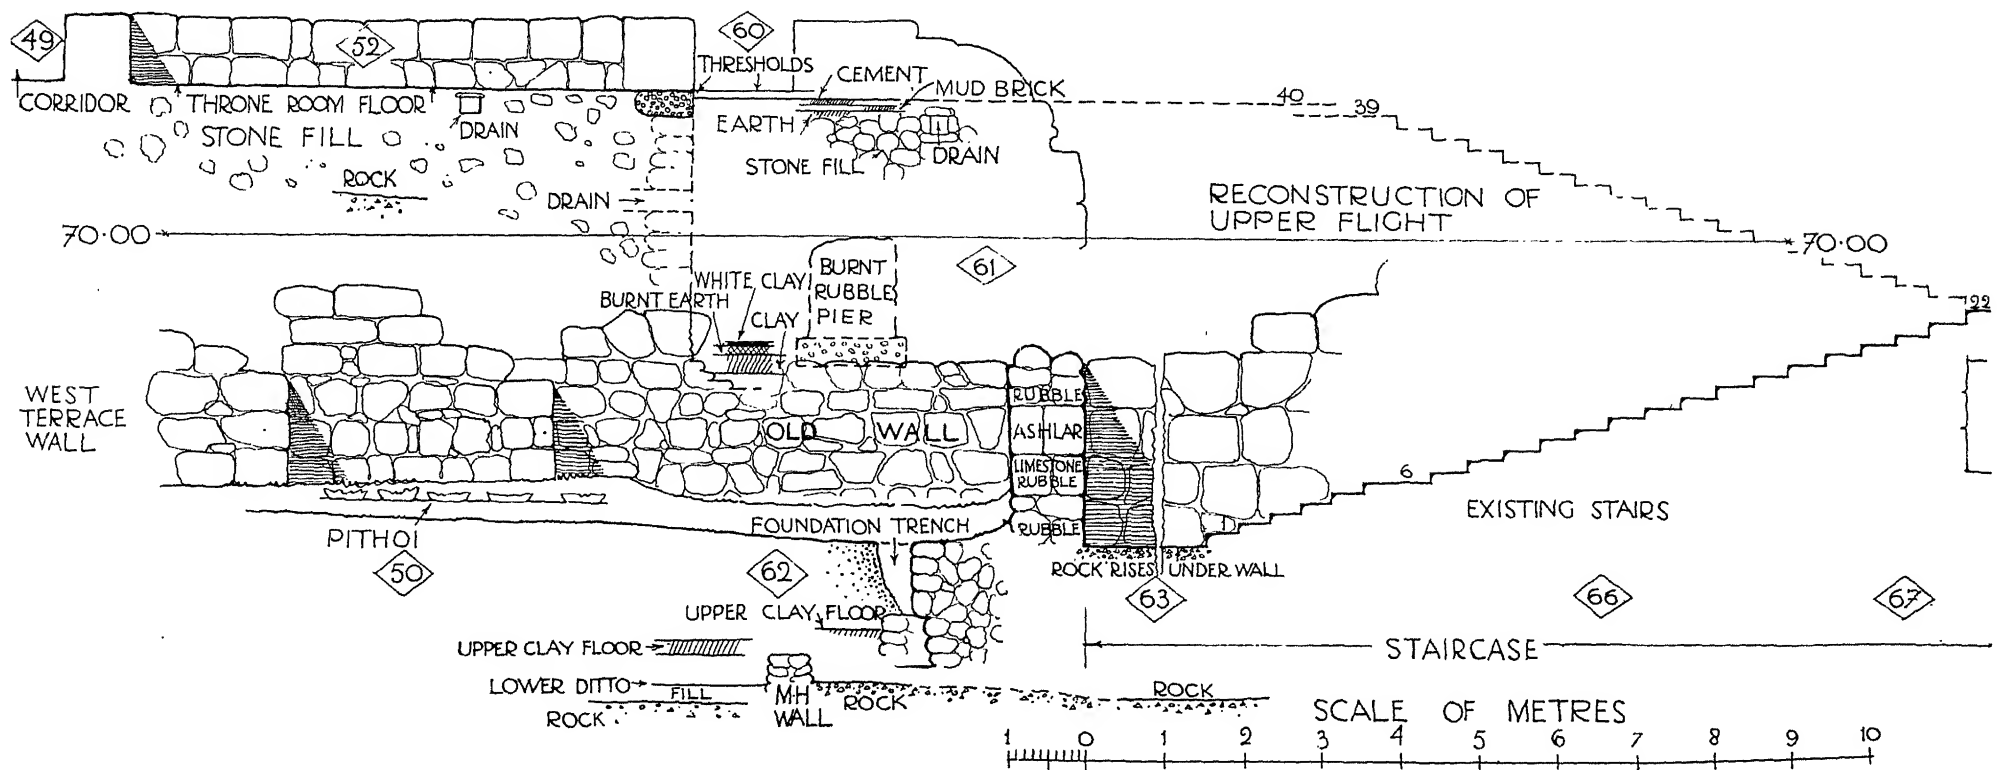 49
52
60
THRESHOLDS
CEMENT
MUD BRICK
CORRIDOR
THRONE ROOM FLOOR
DRAIN
STONE FILL
EARTH
STONE FILL
DRAIN
40
39
ROCK
DRAIN
RECONSTRUCTION OF
UPPER FLIGHT
70·00
70·00
61
WHITE CLAY
BURNT EARTH
CLAY
BURNT
RUBBLE
PIER
22
WEST
TERRACE
WALL
OLD WALL
RUBBLE
ASHLAR
LIMESTONE
RUBBLE
RUBBLE
6
1
EXISTING STAIRS
PITHOI
FOUNDATION TRENCH
50
62
ROCK RISES UNDER WALL
63
66
67
UPPER CLAY FLOOR
UPPER CLAY FLOOR
STAIRCASE
LOWER DITTO
FILL
ROCK
M·H
WALL
ROCK
ROCK
SCALE OF METRES
1 0 1 2 3 4 5 6 7 8 9 10